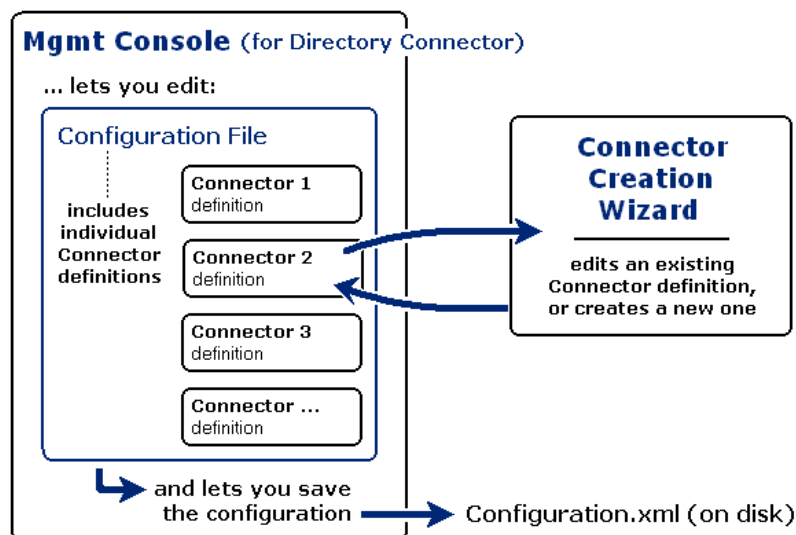 Mgmt Console (for Directory Connector)
... lets you edit:
Configuration File
includes
individual
Connector
definitions
Connector 1
definition
Connector 2
definition
Connector 3
definition
Connector ...
definition
Connector
Creation
Wizard
edits an existing
Connector definition,
or creates a new one
and lets you save
the configuration
Configuration.xml (on disk)